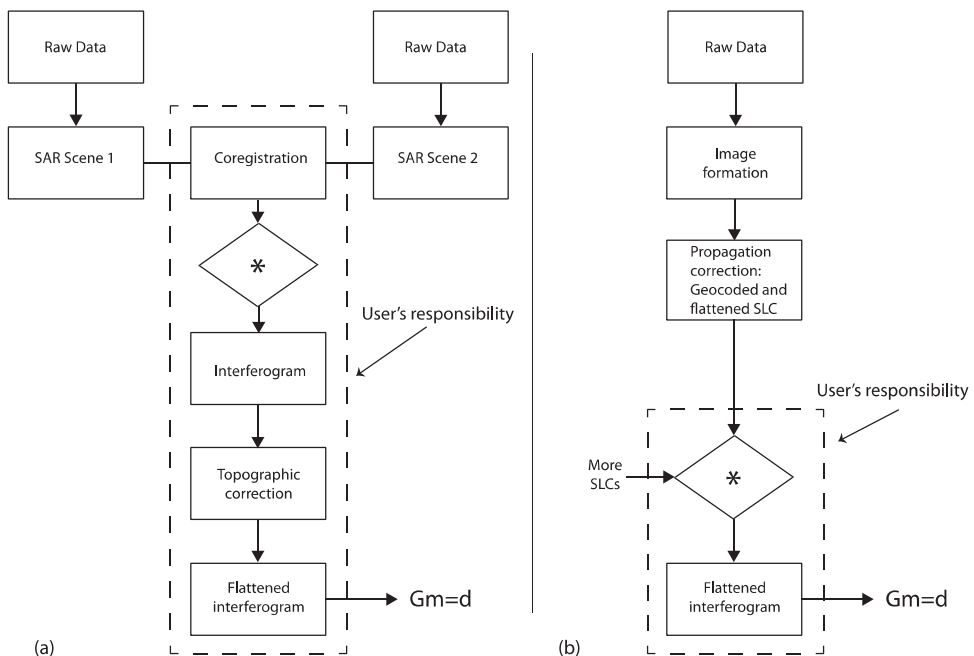 Raw Data
Raw Data
SAR Scene 1
Coregistration
SAR Scene 2
*
User's responsibility
Interferogram
Topographic
correction
Flattened
interferogram
Gm=d
(a)
Raw Data
Image
formation
Propagation
correction:
Geocoded and
flattened SLC
User's responsibility
More
SLCs
*
Flattened
interferogram
Gm=d
(b)